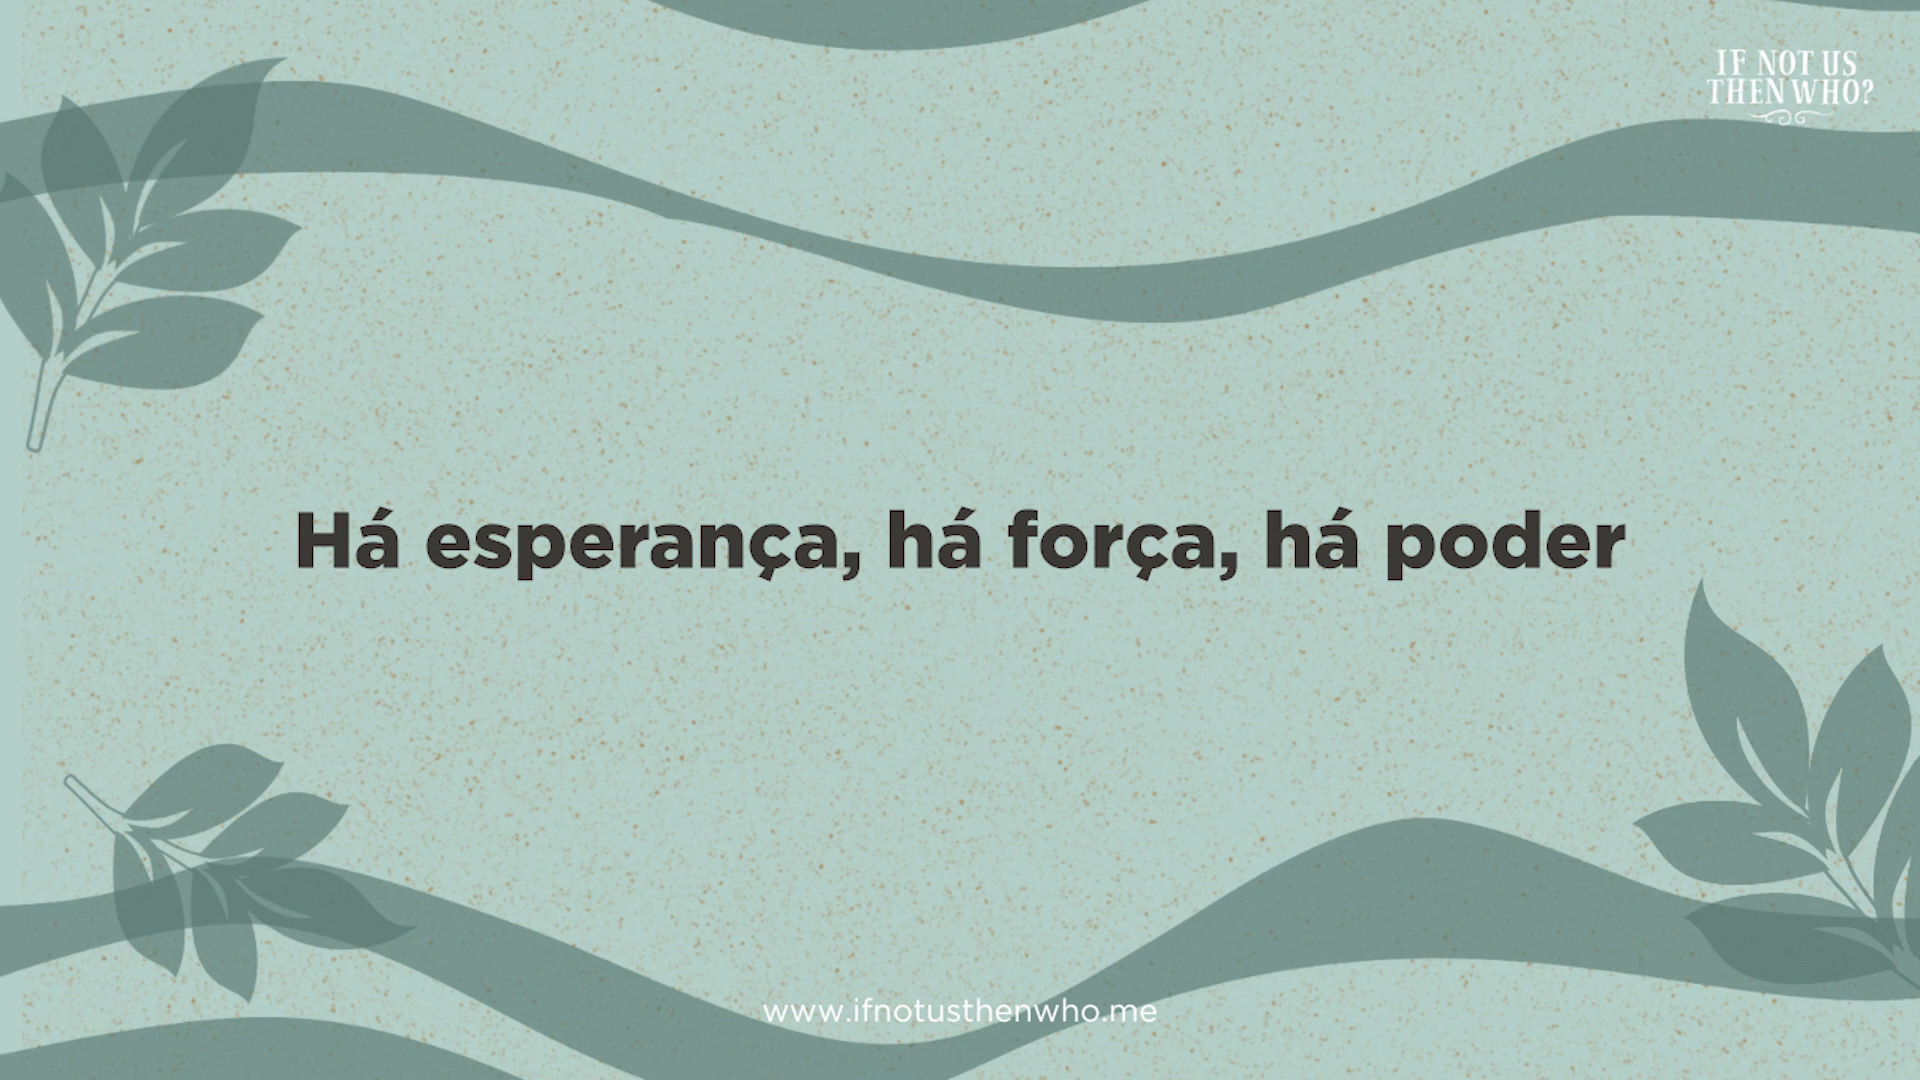 IF NOT US
THEN WHO?
Há esperança, há força, há poder
www.ifnotusthenwho.me